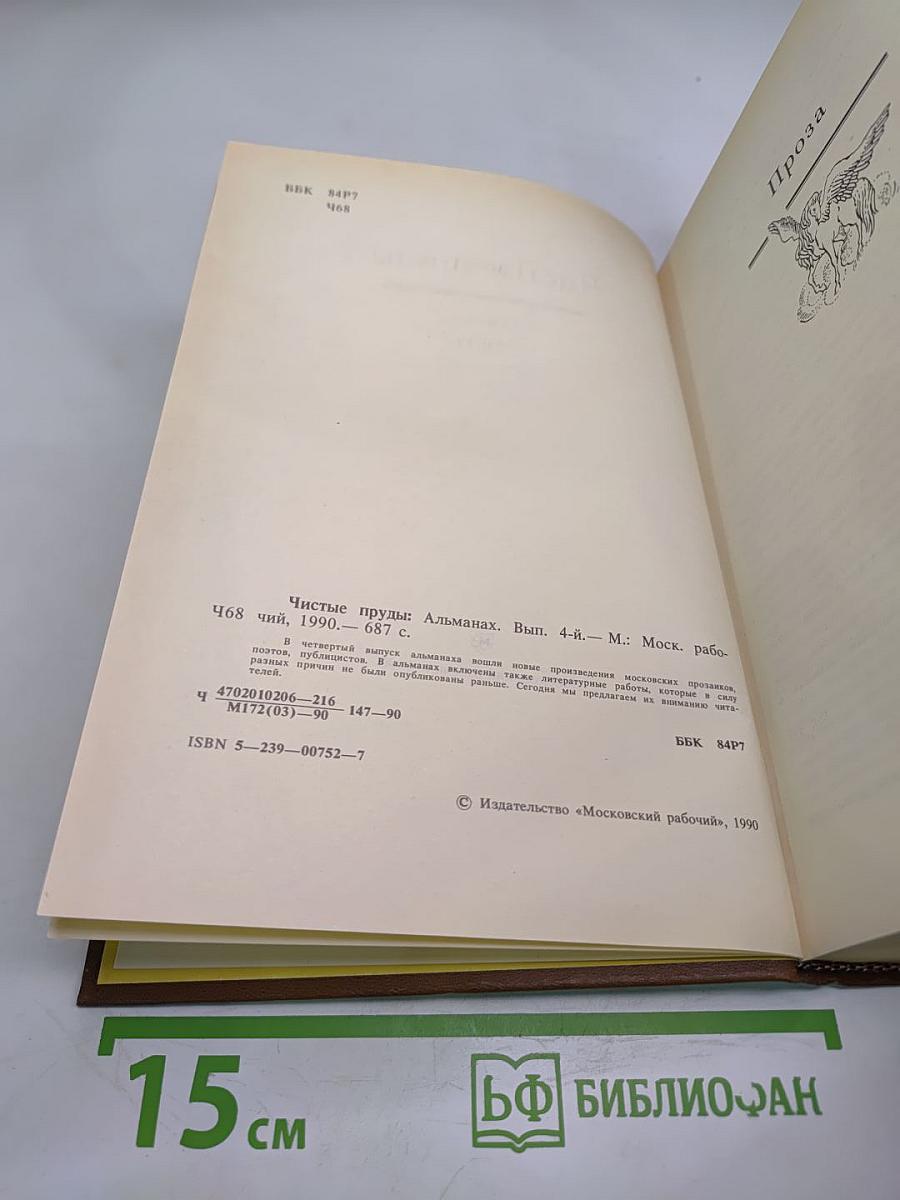 ББК 84Р7
Ч68
Чистые пруды: Альманах. Вып. 4-й.— М.: Моск. рабо-
Ч68 чий, 1990.— 687 с.
В четвертый выпуск альманаха вошли новые произведения московских прозаиков,
поэтов, публицистов. В альманах включены также литературные работы, которые в силу
разных причин не были опубликованы раньше. Сегодня мы предлагаем их вниманию чита-
телей.
Ч 4702010206—216
М172(03)—90 147—90
ББК 84Р7
ISBN 5—239—00752—7
© Издательство «Московский рабочий», 1990
Проза
15 см
БФ БИБЛИОФАН